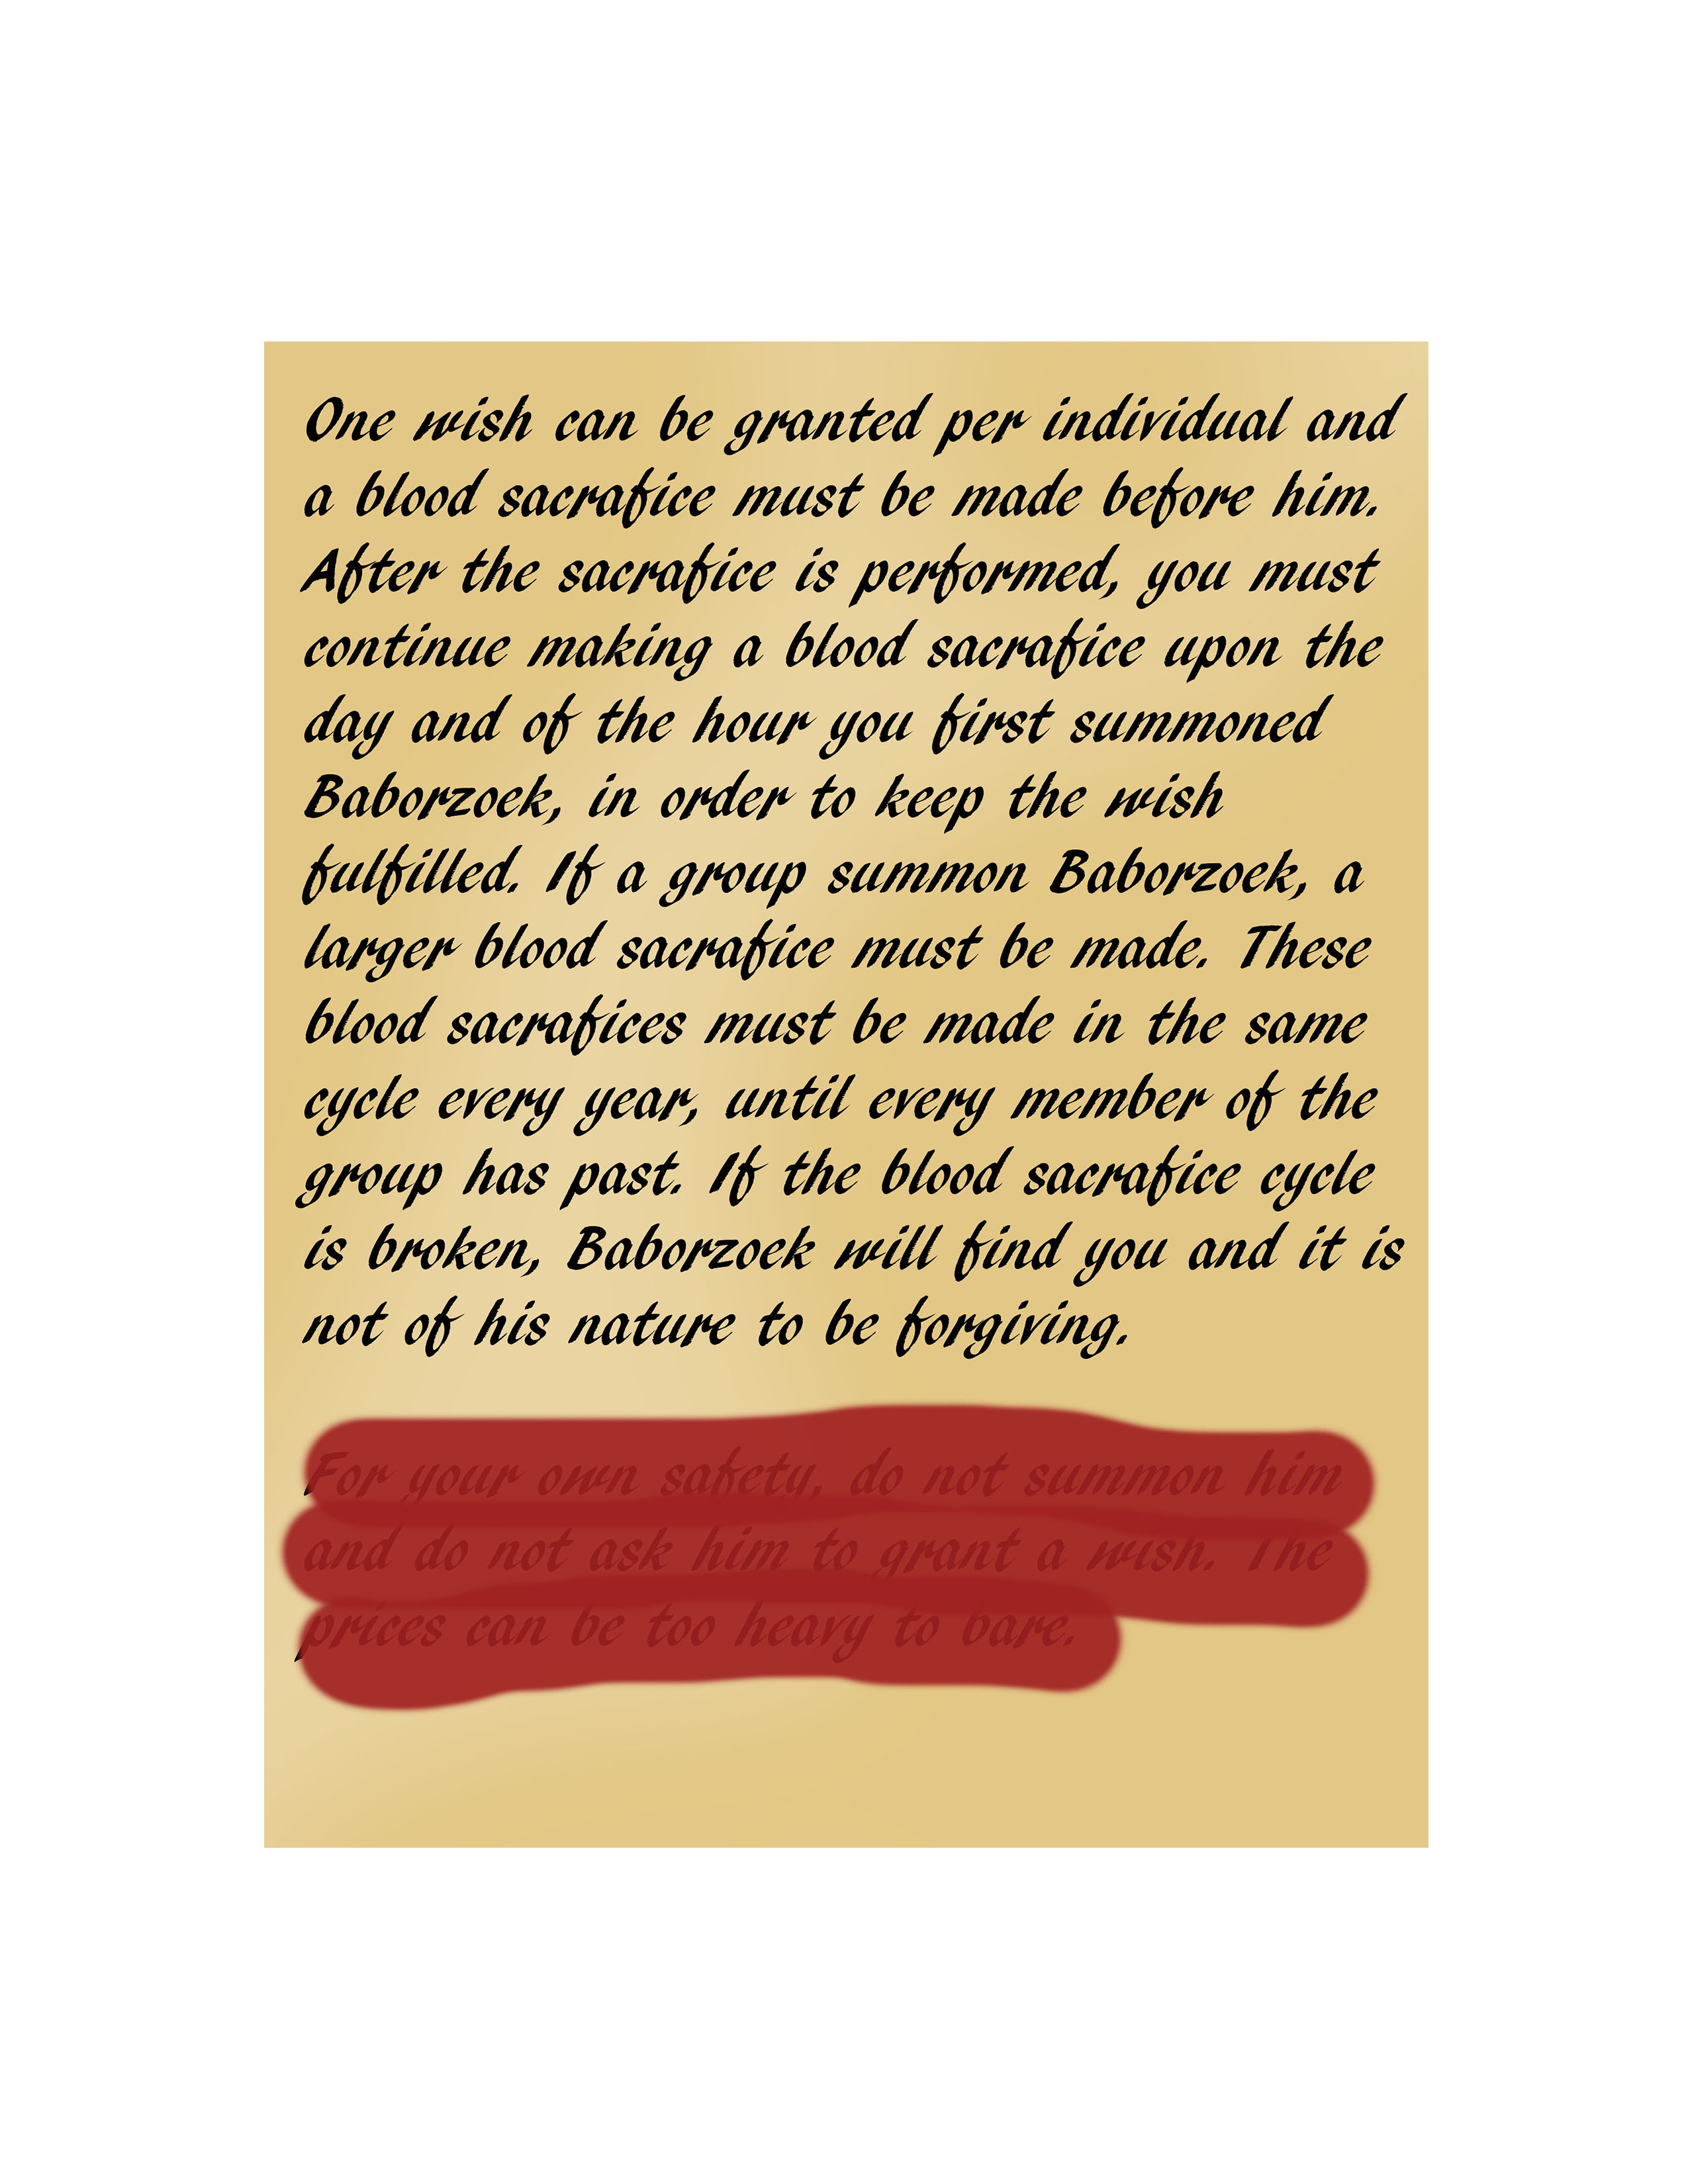 One wish can be granted per individual and
a blood sacrafice must be made before him.
After the sacrafice is performed, you must
continue making a blood sacrafice upon the
day and of the hour you first summoned
Baborzoek, in order to keep the wish
fulfilled. If a group summon Baborzoek, a
larger blood sacrafice must be made. These
blood sacrafices must be made in the same
cycle every year, until every member of the
group has past. If the blood sacrafice cycle
is broken, Baborzoek will find you and it is
not of his nature to be forgiving.
For your own safety, do not summon him
and do not ask him to grant a wish. The
prices can be too heavy to bare.